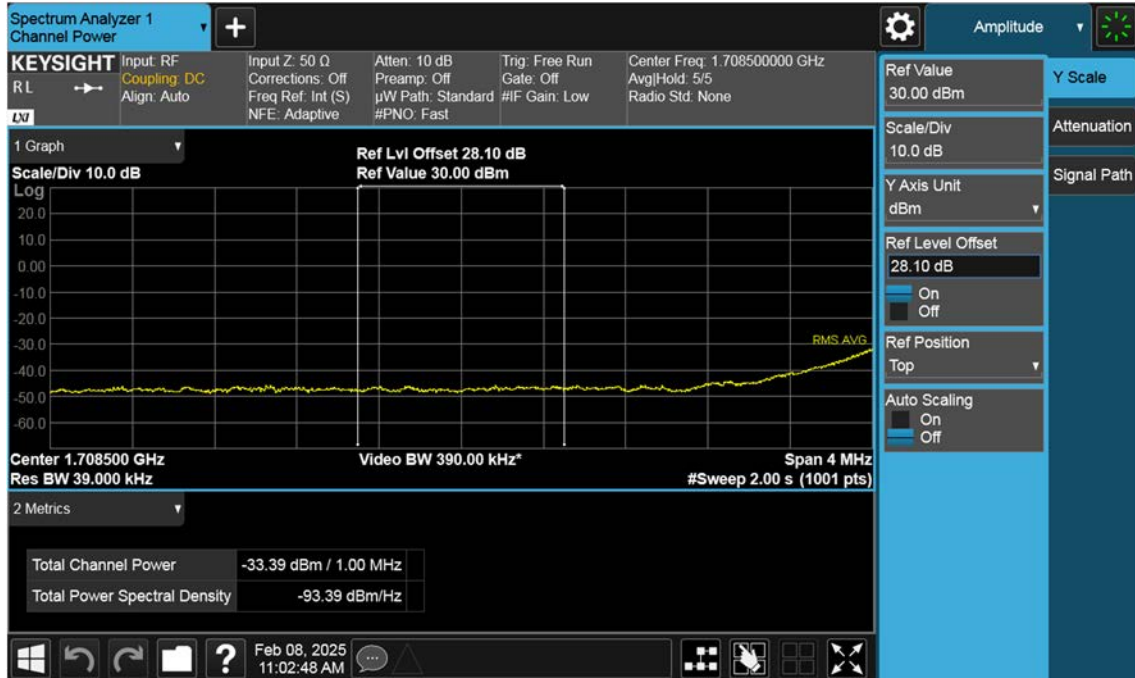 Spectrum Analyzer 1
Channel Power
+
Amplitude
KEYSIGHT
R L
LXI
Input: RF
Coupling: DC
Align: Auto
Input Z: 50 Ω
Corrections: Off
Freq Ref: Int (S)
NFE: Adaptive
Atten: 10 dB
Preamp: Off
µW Path: Standard
#PNO: Fast
Trig: Free Run
Gate: Off
#IF Gain: Low
Center Freq: 1.708500000 GHz
Avg|Hold: 5/5
Radio Std: None
1 Graph
Scale/Div 10.0 dB
Ref Lvl Offset 28.10 dB
Ref Value 30.00 dBm
Log
20.0
10.0
0.00
-10.0
-20.0
-30.0
-40.0
-50.0
-60.0
RMS AVG
Center 1.708500 GHz
Res BW 39.000 kHz
Video BW 390.00 kHz*
Span 4 MHz
#Sweep 2.00 s (1001 pts)
2 Metrics
Total Channel Power -33.39 dBm / 1.00 MHz
Total Power Spectral Density -93.39 dBm/Hz
Ref Value
30.00 dBm
Scale/Div
10.0 dB
Y Axis Unit
dBm
Ref Level Offset
28.10 dB
On
Off
Ref Position
Top
Auto Scaling
On
Off
Y Scale
Attenuation
Signal Path
?
Feb 08, 2025
11:02:48 AM